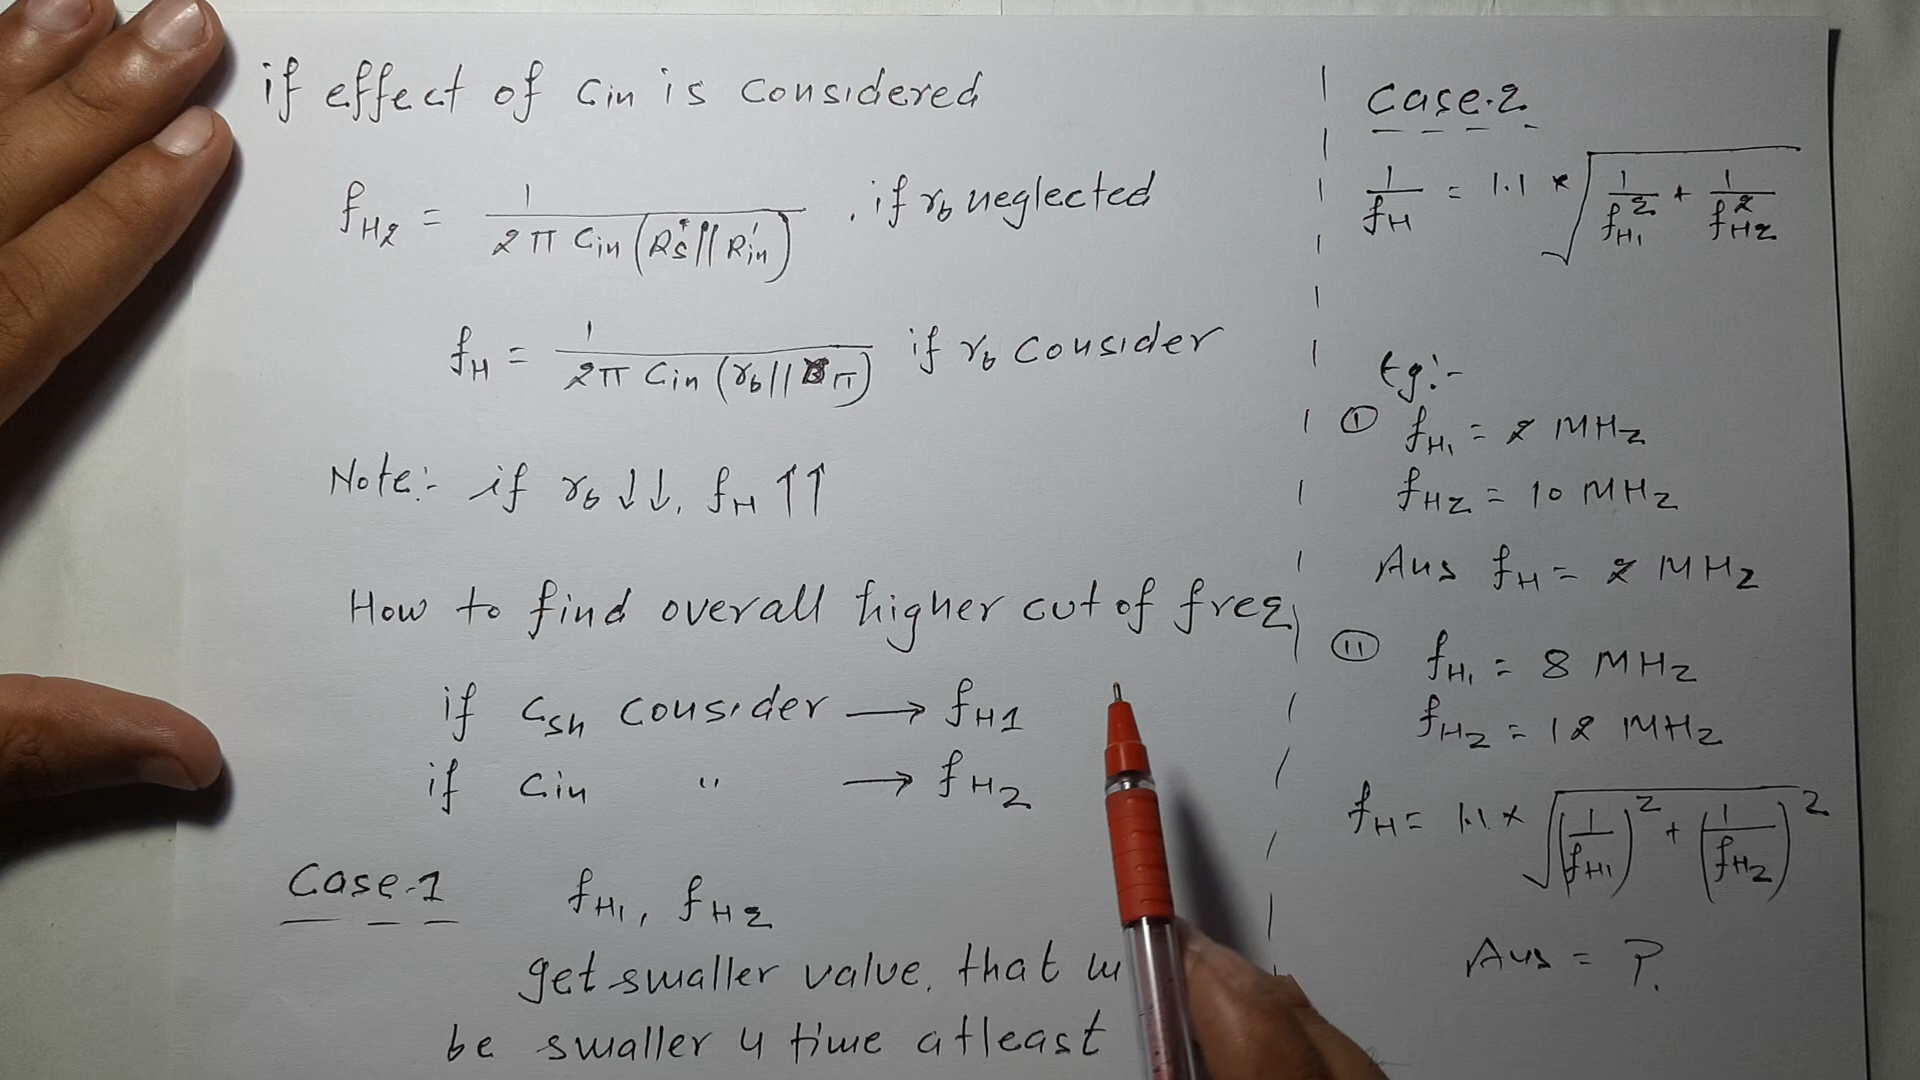 if effect of Cin is considered
fH2 = 1 / 2π Cin (Rs* || R'in) , if rb neglected
fH = 1 / 2π Cin (rb || π) if rb consider
Note:- if rb ↓↓, fH ↑↑
How to find overall higher cut of freq
if Csh consider → fH1
if Cin " → fH2
Case-1 fH1, fH2
get smaller value, that
be smaller 4 time atleast
Case-2
1/fH = 1.1 * √(1/fH1² + 1/fH2²)
Eg:-
① fH1 = 2 MHz
fH2 = 10 MHz
Ans fH = 2 MHz
② fH1 = 8 MHz
fH2 = 12 MHz
fH = 1.1 × √((1/fH1)² + (1/fH2)²)
Ans = ?.